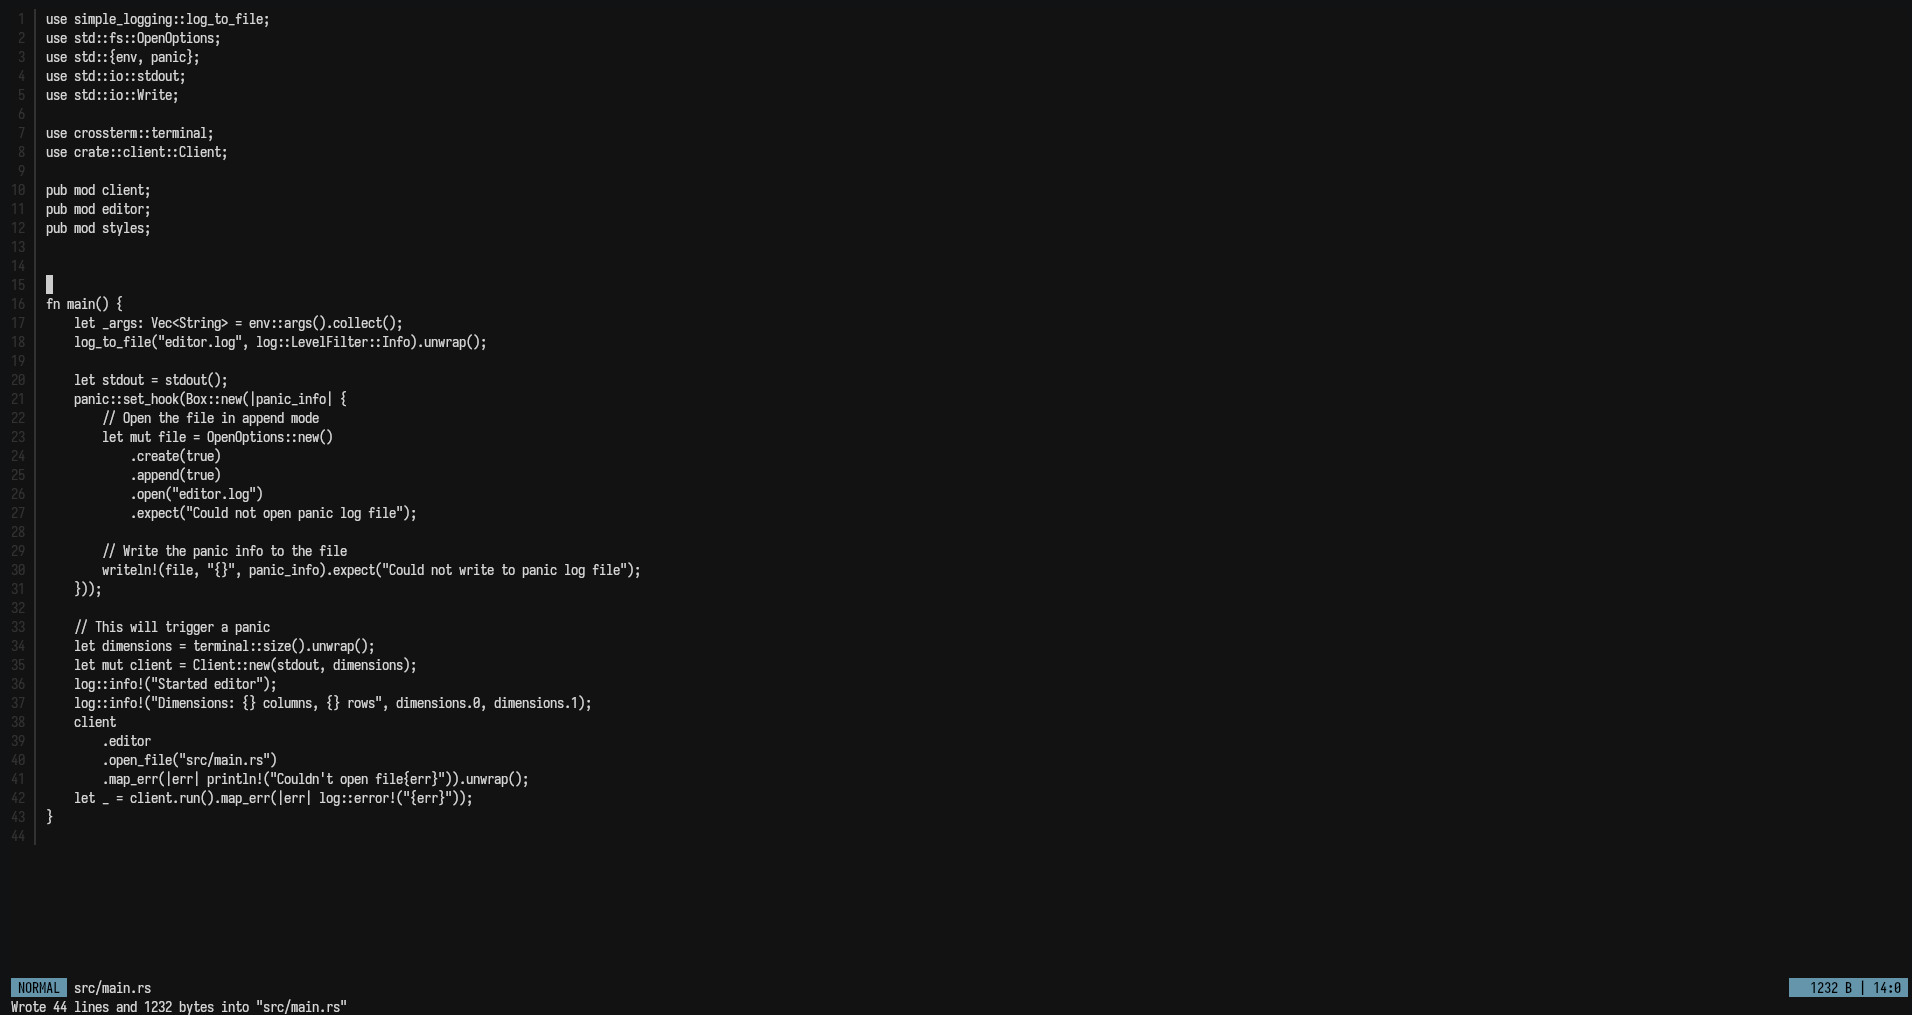 1 use simple_logging::log_to_file;
2 use std::fs::OpenOptions;
3 use std::{env, panic};
4 use std::io::stdout;
5 use std::io::Write;
6
7 use crossterm::terminal;
8 use crate::client::Client;
9
10 pub mod client;
11 pub mod editor;
12 pub mod styles;
13
14
15
16 fn main() {
17     let _args: Vec<String> = env::args().collect();
18     log_to_file("editor.log", log::LevelFilter::Info).unwrap();
19
20     let stdout = stdout();
21     panic::set_hook(Box::new(|panic_info| {
22         // Open the file in append mode
23         let mut file = OpenOptions::new()
24             .create(true)
25             .append(true)
26             .open("editor.log")
27             .expect("Could not open panic log file");
28
29         // Write the panic info to the file
30         writeln!(file, "{}", panic_info).expect("Could not write to panic log file");
31     }));
32
33     // This will trigger a panic
34     let dimensions = terminal::size().unwrap();
35     let mut client = Client::new(stdout, dimensions);
36     log::info!("Started editor");
37     log::info!("Dimensions: {} columns, {} rows", dimensions.0, dimensions.1);
38     client
39         .editor
40         .open_file("src/main.rs")
41         .map_err(|err| println!("Couldn't open file{err}")).unwrap();
42     let _ = client.run().map_err(|err| log::error!("{err}"));
43 }
44
NORMAL src/main.rs 1232 B | 14:0
Wrote 44 lines and 1232 bytes into "src/main.rs"